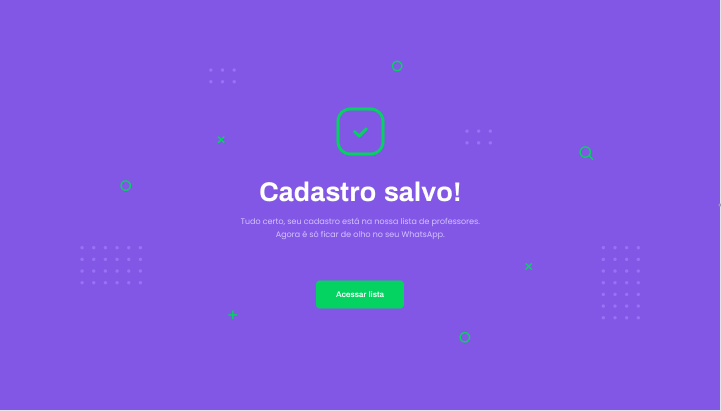 Cadastro salvo!
Tudo certo, seu cadastro está na nossa lista de professores.
Agora é só ficar de olho no seu WhatsApp.
Acessar lista